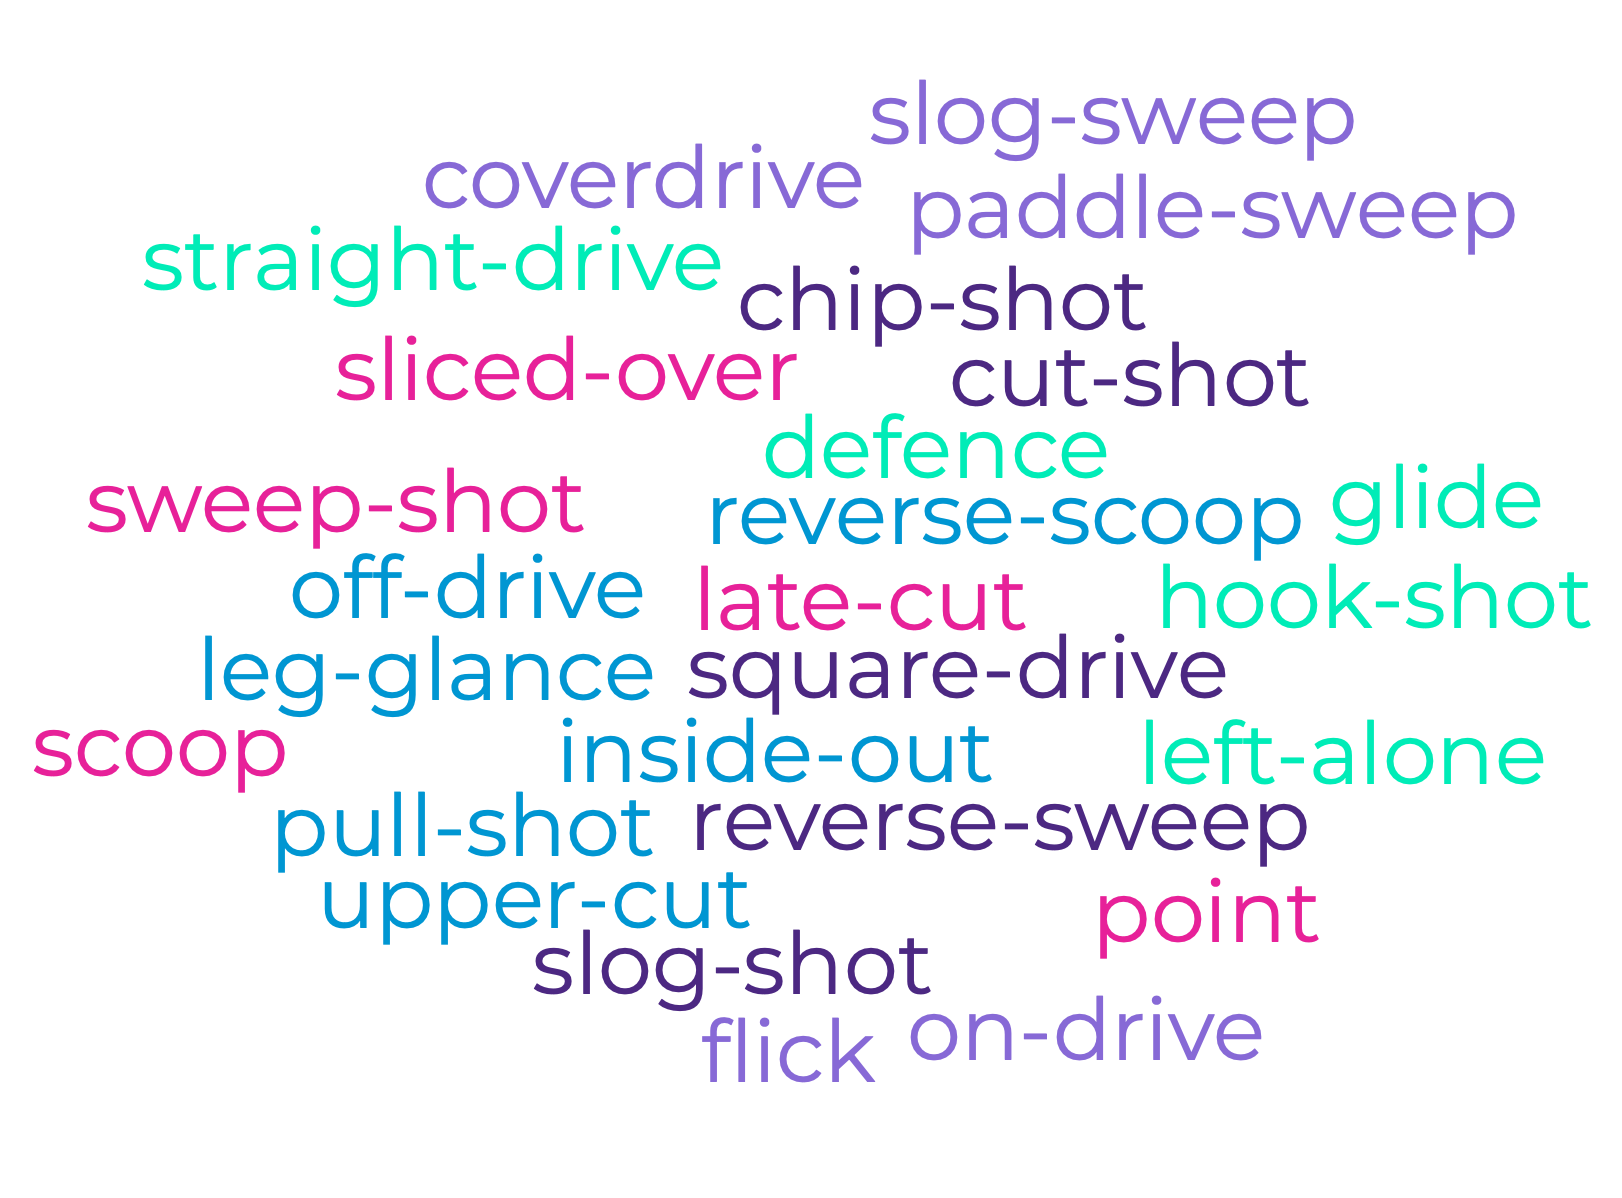 slog-sweep
coverdrive
paddle-sweep
straight-drive
chip-shot
sliced-over
cut-shot
defence
sweep-shot
reverse-scoop
glide
off-drive
late-cut
hook-shot
leg-glance
square-drive
scoop
inside-out
left-alone
pull-shot
reverse-sweep
upper-cut
point
slog-shot
flick
on-drive